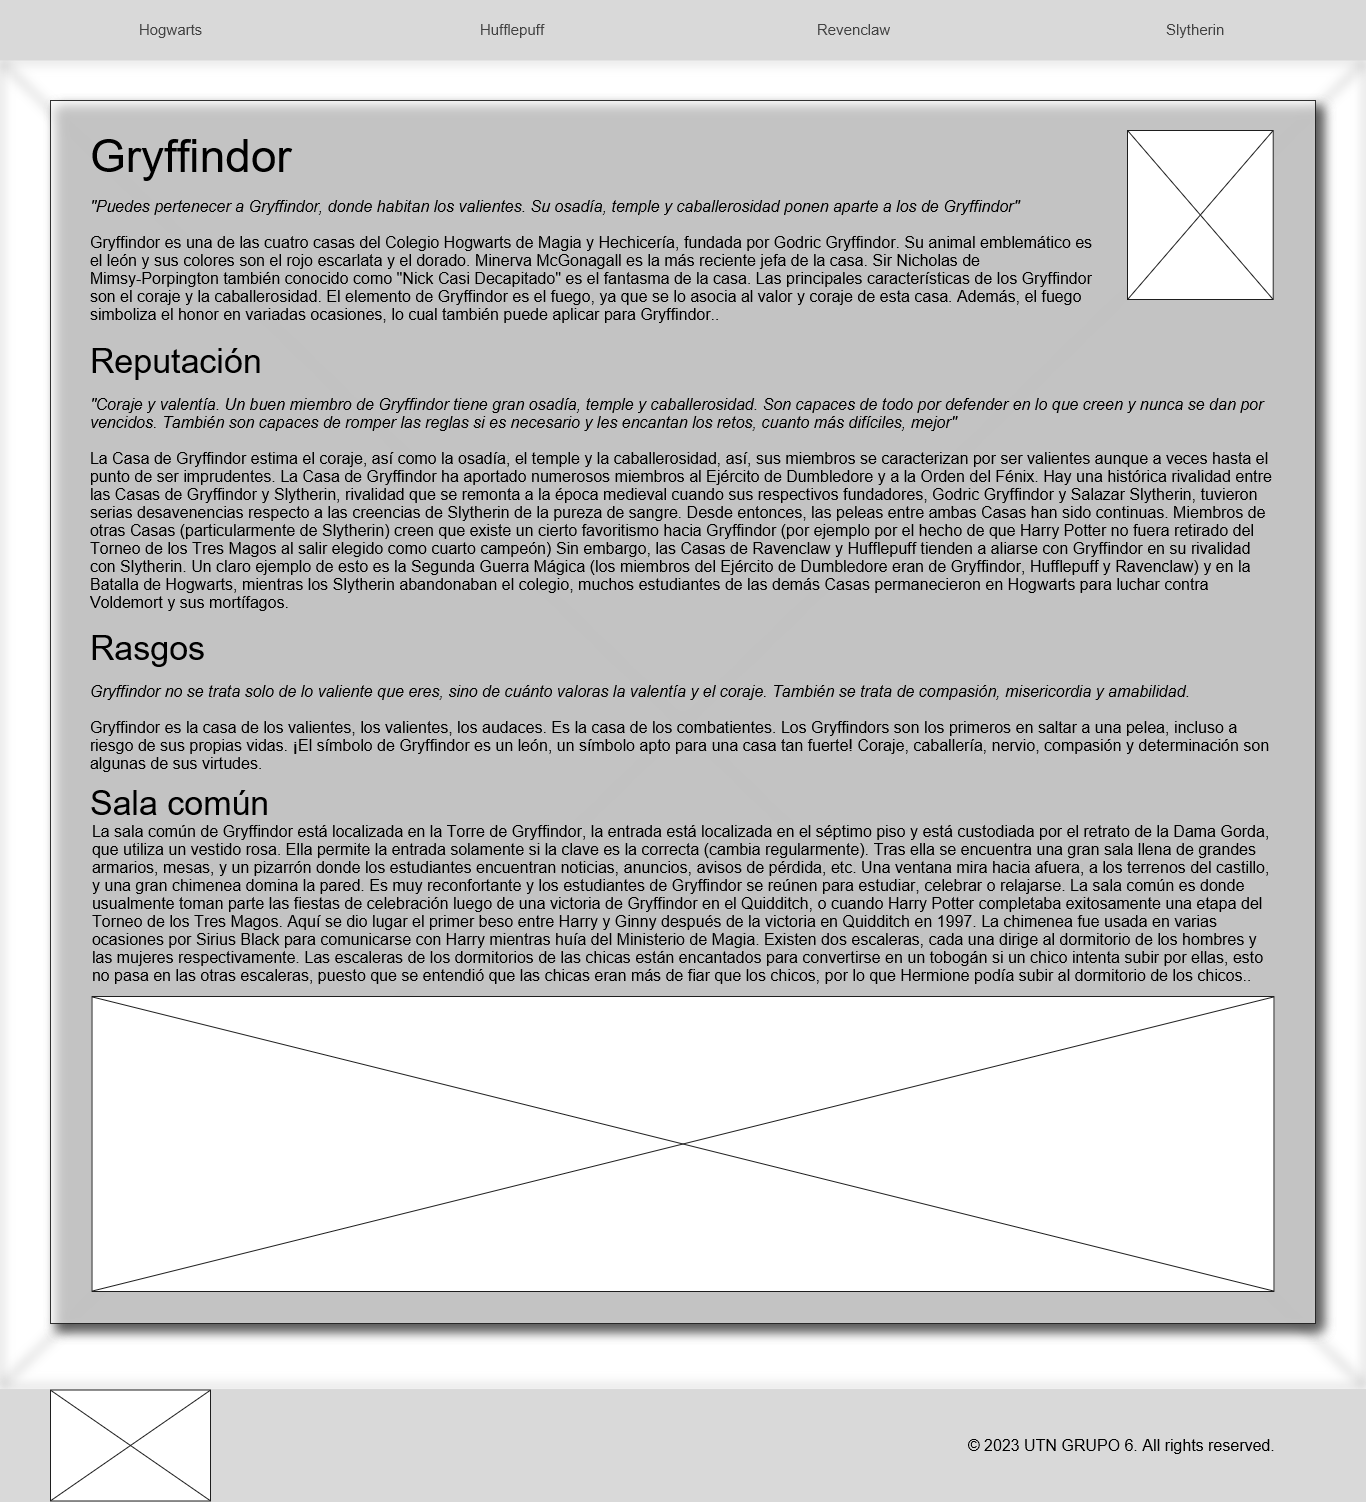 Hogwarts
Hufflepuff
Revenclaw
Slytherin
Gryffindor
"Puedes pertenecer a Gryffindor, donde habitan los valientes. Su osadía, temple y caballerosidad ponen aparte a los de Gryffindor"
Gryffindor es una de las cuatro casas del Colegio Hogwarts de Magia y Hechicería, fundada por Godric Gryffindor. Su animal emblemático es
el león y sus colores son el rojo escarlata y el dorado. Minerva McGonagall es la más reciente jefa de la casa. Sir Nicholas de
Mimsy-Porpington también conocido como "Nick Casi Decapitado" es el fantasma de la casa. Las principales características de los Gryffindor
son el coraje y la caballerosidad. El elemento de Gryffindor es el fuego, ya que se lo asocia al valor y coraje de esta casa. Además, el fuego
simboliza el honor en variadas ocasiones, lo cual también puede aplicar para Gryffindor..
Reputación
"Coraje y valentía. Un buen miembro de Gryffindor tiene gran osadía, temple y caballerosidad. Son capaces de todo por defender en lo que creen y nunca se dan por
vencidos. También son capaces de romper las reglas si es necesario y les encantan los retos, cuanto más difíciles, mejor"
La Casa de Gryffindor estima el coraje, así como la osadía, el temple y la caballerosidad, así, sus miembros se caracterizan por ser valientes aunque a veces hasta el
punto de ser imprudentes. La Casa de Gryffindor ha aportado numerosos miembros al Ejército de Dumbledore y a la Orden del Fénix. Hay una histórica rivalidad entre
las Casas de Gryffindor y Slytherin, rivalidad que se remonta a la época medieval cuando sus respectivos fundadores, Godric Gryffindor y Salazar Slytherin, tuvieron
serias desavenencias respecto a las creencias de Slytherin de la pureza de sangre. Desde entonces, las peleas entre ambas Casas han sido continuas. Miembros de
otras Casas (particularmente de Slytherin) creen que existe un cierto favoritismo hacia Gryffindor (por ejemplo por el hecho de que Harry Potter no fuera retirado del
Torneo de los Tres Magos al salir elegido como cuarto campeón) Sin embargo, las Casas de Ravenclaw y Hufflepuff tienden a aliarse con Gryffindor en su rivalidad
con Slytherin. Un claro ejemplo de esto es la Segunda Guerra Mágica (los miembros del Ejército de Dumbledore eran de Gryffindor, Hufflepuff y Ravenclaw) y en la
Batalla de Hogwarts, mientras los Slytherin abandonaban el colegio, muchos estudiantes de las demás Casas permanecieron en Hogwarts para luchar contra
Voldemort y sus mortífagos.
Rasgos
Gryffindor no se trata solo de lo valiente que eres, sino de cuánto valoras la valentía y el coraje. También se trata de compasión, misericordia y amabilidad.
Gryffindor es la casa de los valientes, los valientes, los audaces. Es la casa de los combatientes. Los Gryffindors son los primeros en saltar a una pelea, incluso a
riesgo de sus propias vidas. ¡El símbolo de Gryffindor es un león, un símbolo apto para una casa tan fuerte! Coraje, caballería, nervio, compasión y determinación son
algunas de sus virtudes.
Sala común
La sala común de Gryffindor está localizada en la Torre de Gryffindor, la entrada está localizada en el séptimo piso y está custodiada por el retrato de la Dama Gorda,
que utiliza un vestido rosa. Ella permite la entrada solamente si la clave es la correcta (cambia regularmente). Tras ella se encuentra una gran sala llena de grandes
armarios, mesas, y un pizarrón donde los estudiantes encuentran noticias, anuncios, avisos de pérdida, etc. Una ventana mira hacia afuera, a los terrenos del castillo,
y una gran chimenea domina la pared. Es muy reconfortante y los estudiantes de Gryffindor se reúnen para estudiar, celebrar o relajarse. La sala común es donde
usualmente toman parte las fiestas de celebración luego de una victoria de Gryffindor en el Quidditch, o cuando Harry Potter completaba exitosamente una etapa del
Torneo de los Tres Magos. Aquí se dio lugar el primer beso entre Harry y Ginny después de la victoria en Quidditch en 1997. La chimenea fue usada en varias
ocasiones por Sirius Black para comunicarse con Harry mientras huía del Ministerio de Magia. Existen dos escaleras, cada una dirige al dormitorio de los hombres y
las mujeres respectivamente. Las escaleras de los dormitorios de las chicas están encantados para convertirse en un tobogán si un chico intenta subir por ellas, esto
no pasa en las otras escaleras, puesto que se entendió que las chicas eran más de fiar que los chicos, por lo que Hermione podía subir al dormitorio de los chicos..
© 2023 UTN GRUPO 6. All rights reserved.